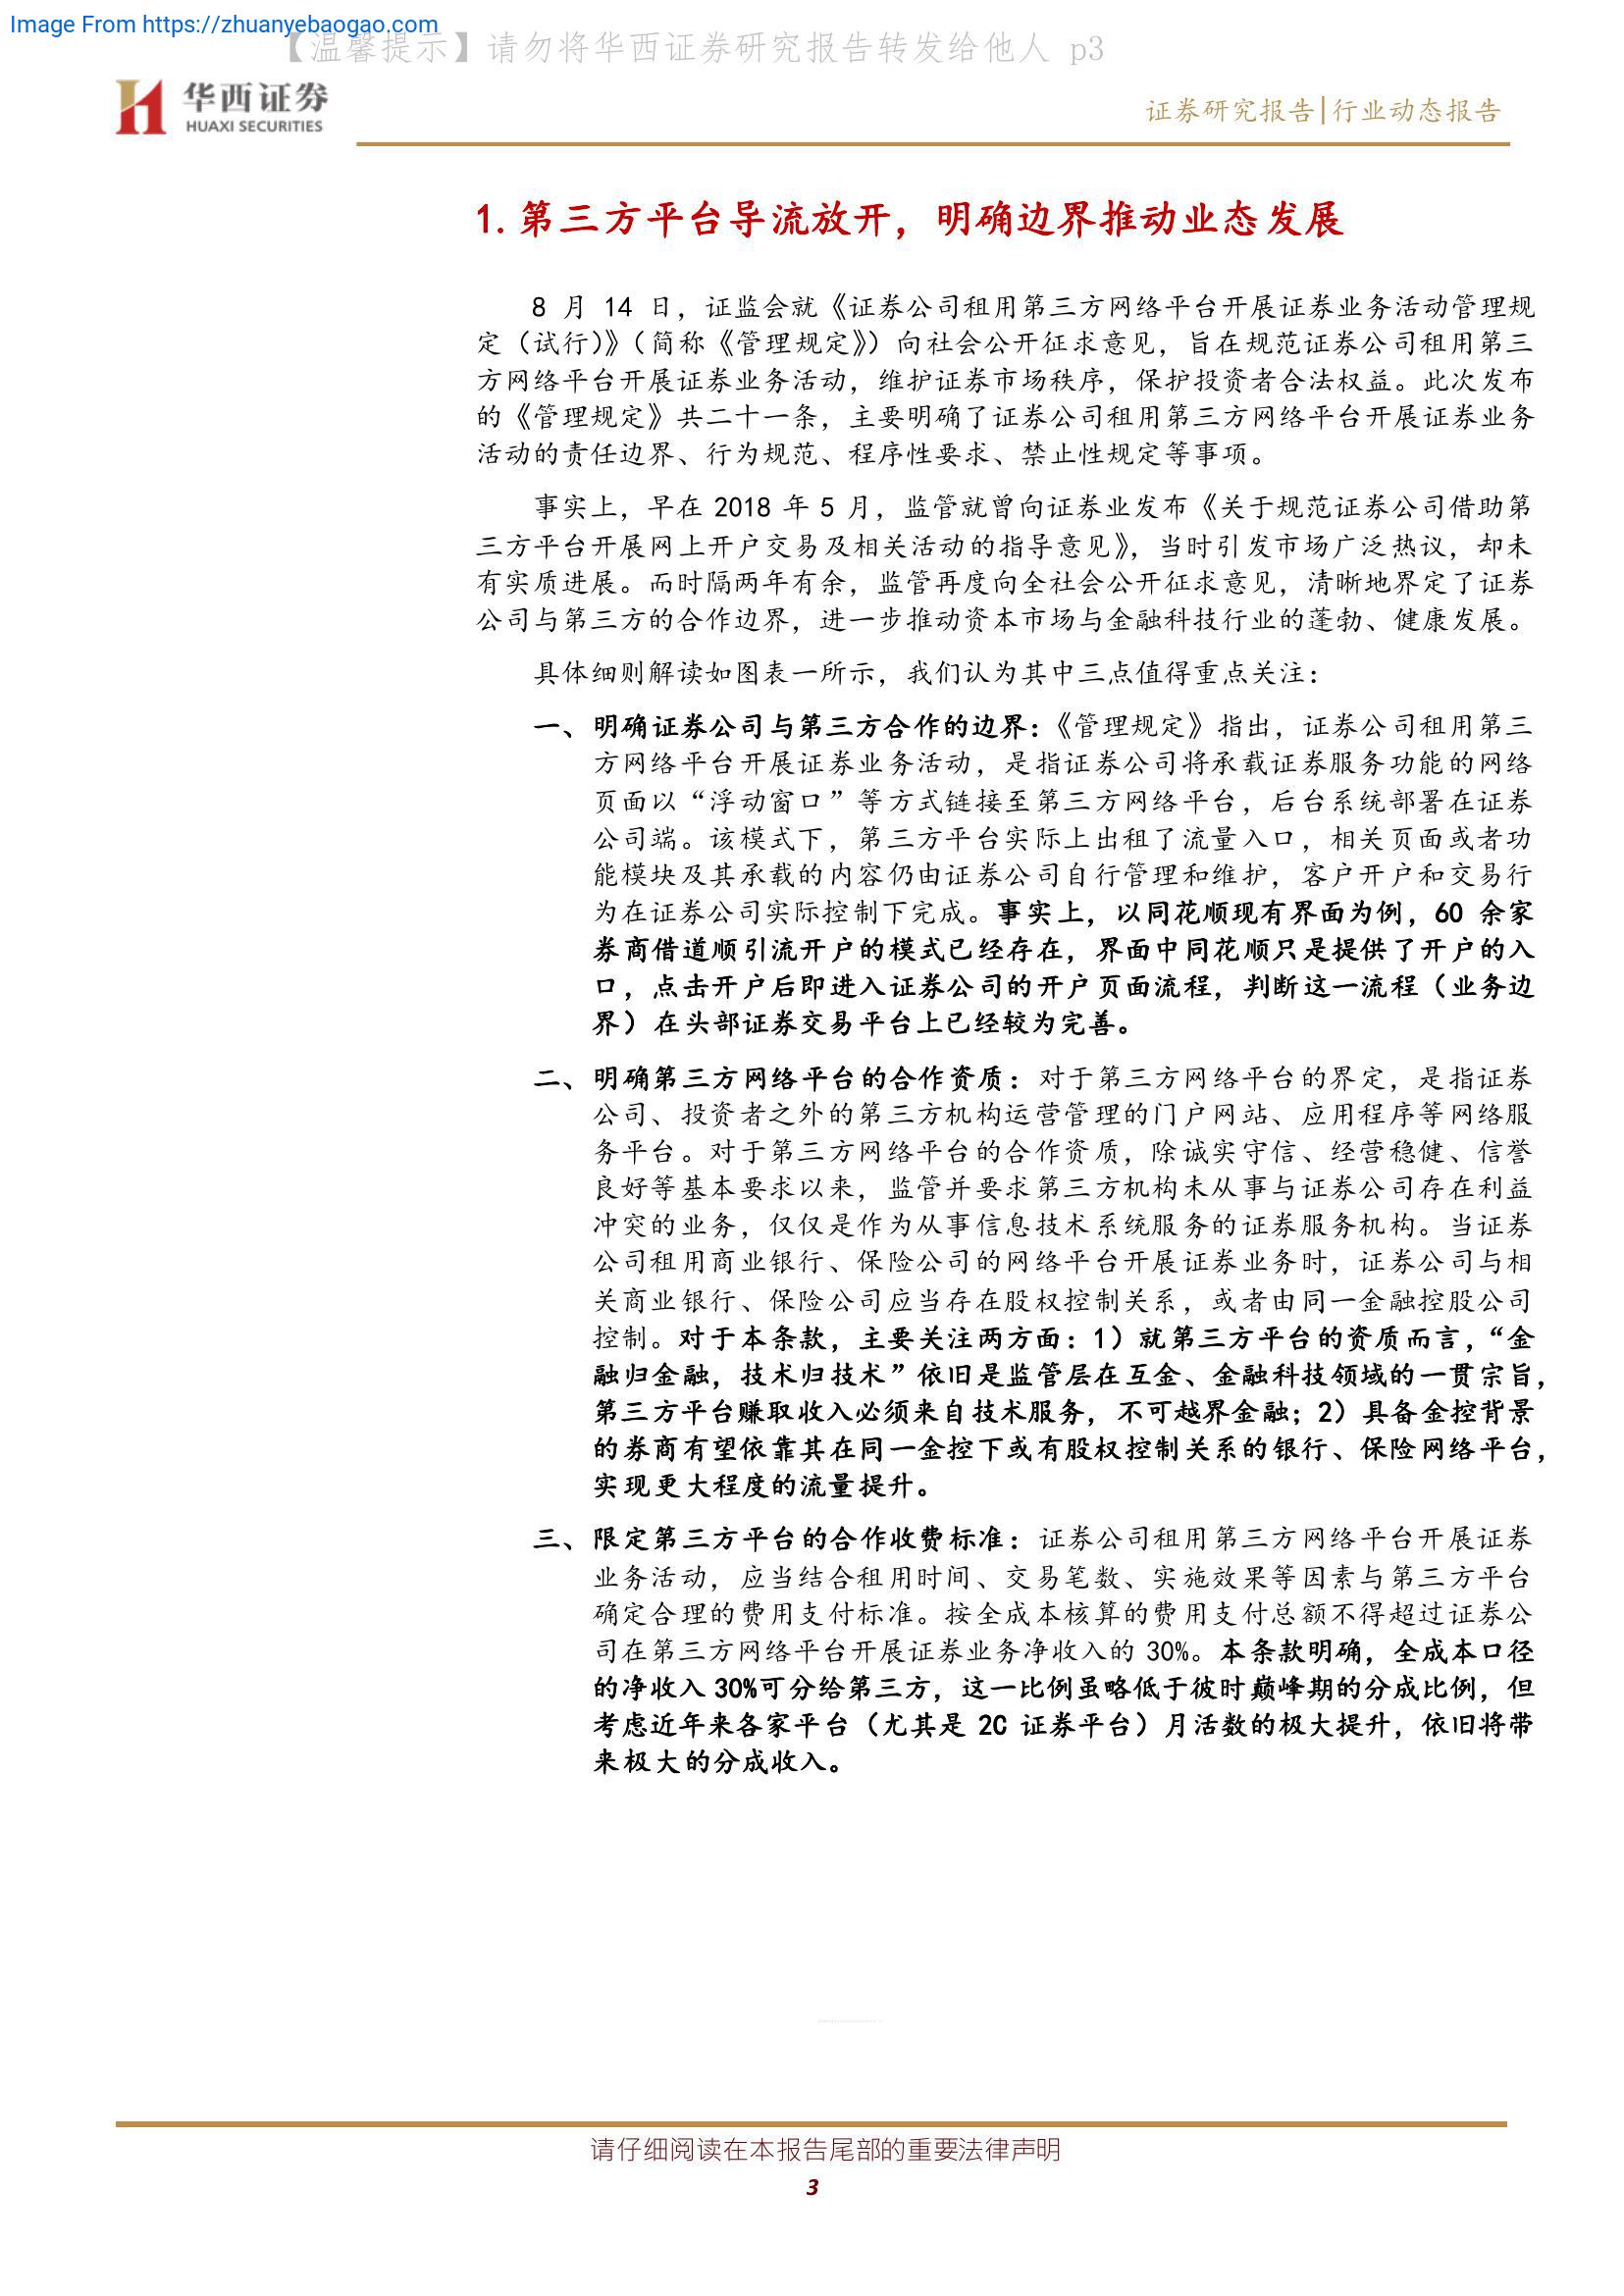 Image From https://zhuanyebaogao.com
【温馨提示】请勿将华西证券研究报告转发给他人 p3
华西证券
HUAXI SECURITIES
证券研究报告|行业动态报告
1.第三方平台导流放开，明确边界推动业态发展
8 月 14 日，证监会就《证券公司租用第三方网络平台开展证券业务活动管理规
定（试行）》（简称《管理规定》）向社会公开征求意见，旨在规范证券公司租用第三
方网络平台开展证券业务活动，维护证券市场秩序，保护投资者合法权益。此次发布
的《管理规定》共二十一条，主要明确了证券公司租用第三方网络平台开展证券业务
活动的责任边界、行为规范、程序性要求、禁止性规定等事项。
事实上，早在 2018 年 5 月，监管就曾向证券业发布《关于规范证券公司借助第
三方平台开展网上开户交易及相关活动的指导意见》，当时引发市场广泛热议，却未
有实质进展。而时隔两年有余，监管再度向全社会公开征求意见，清晰地界定了证券
公司与第三方的合作边界，进一步推动资本市场与金融科技行业的蓬勃、健康发展。
具体细则解读如图表一所示，我们认为其中三点值得重点关注：
一、明确证券公司与第三方合作的边界：《管理规定》指出，证券公司租用第三
方网络平台开展证券业务活动，是指证券公司将承载证券服务功能的网络
页面以“浮动窗口”等方式链接至第三方网络平台，后台系统部署在证券
公司端。该模式下，第三方平台实际上出租了流量入口，相关页面或者功
能模块及其承载的内容仍由证券公司自行管理和维护，客户开户和交易行
为在证券公司实际控制下完成。事实上，以同花顺现有界面为例，60 余家
券商借道顺引流开户的模式已经存在，界面中同花顺只是提供了开户的入
口，点击开户后即进入证券公司的开户页面流程，判断这一流程（业务边
界）在头部证券交易平台上已经较为完善。
二、明确第三方网络平台的合作资质：对于第三方网络平台的界定，是指证券
公司、投资者之外的第三方机构运营管理的门户网站、应用程序等网络服
务平台。对于第三方网络平台的合作资质，除诚实守信、经营稳健、信誉
良好等基本要求以来，监管并要求第三方机构未从事与证券公司存在利益
冲突的业务，仅仅是作为从事信息技术系统服务的证券服务机构。当证券
公司租用商业银行、保险公司的网络平台开展证券业务时，证券公司与相
关商业银行、保险公司应当存在股权控制关系，或者由同一金融控股公司
控制。对于本条款，主要关注两方面：1）就第三方平台的资质而言，“金
融归金融，技术归技术”依旧是监管层在互金、金融科技领域的一贯宗旨，
第三方平台赚取收入必须来自技术服务，不可越界金融；2）具备金控背景
的券商有望依靠其在同一金控下或有股权控制关系的银行、保险网络平台，
实现更大程度的流量提升。
三、限定第三方平台的合作收费标准：证券公司租用第三方网络平台开展证券
业务活动，应当结合租用时间、交易笔数、实施效果等因素与第三方平台
确定合理的费用支付标准。按全成本核算的费用支付总额不得超过证券公
司在第三方网络平台开展证券业务净收入的 30%。本条款明确，全成本口径
的净收入 30%可分给第三方，这一比例虽略低于彼时巅峰期的分成比例，但
考虑近年来各家平台（尤其是 2C 证券平台）月活数的极大提升，依旧将带
来极大的分成收入。
请仔细阅读在本报告尾部的重要法律声明
3